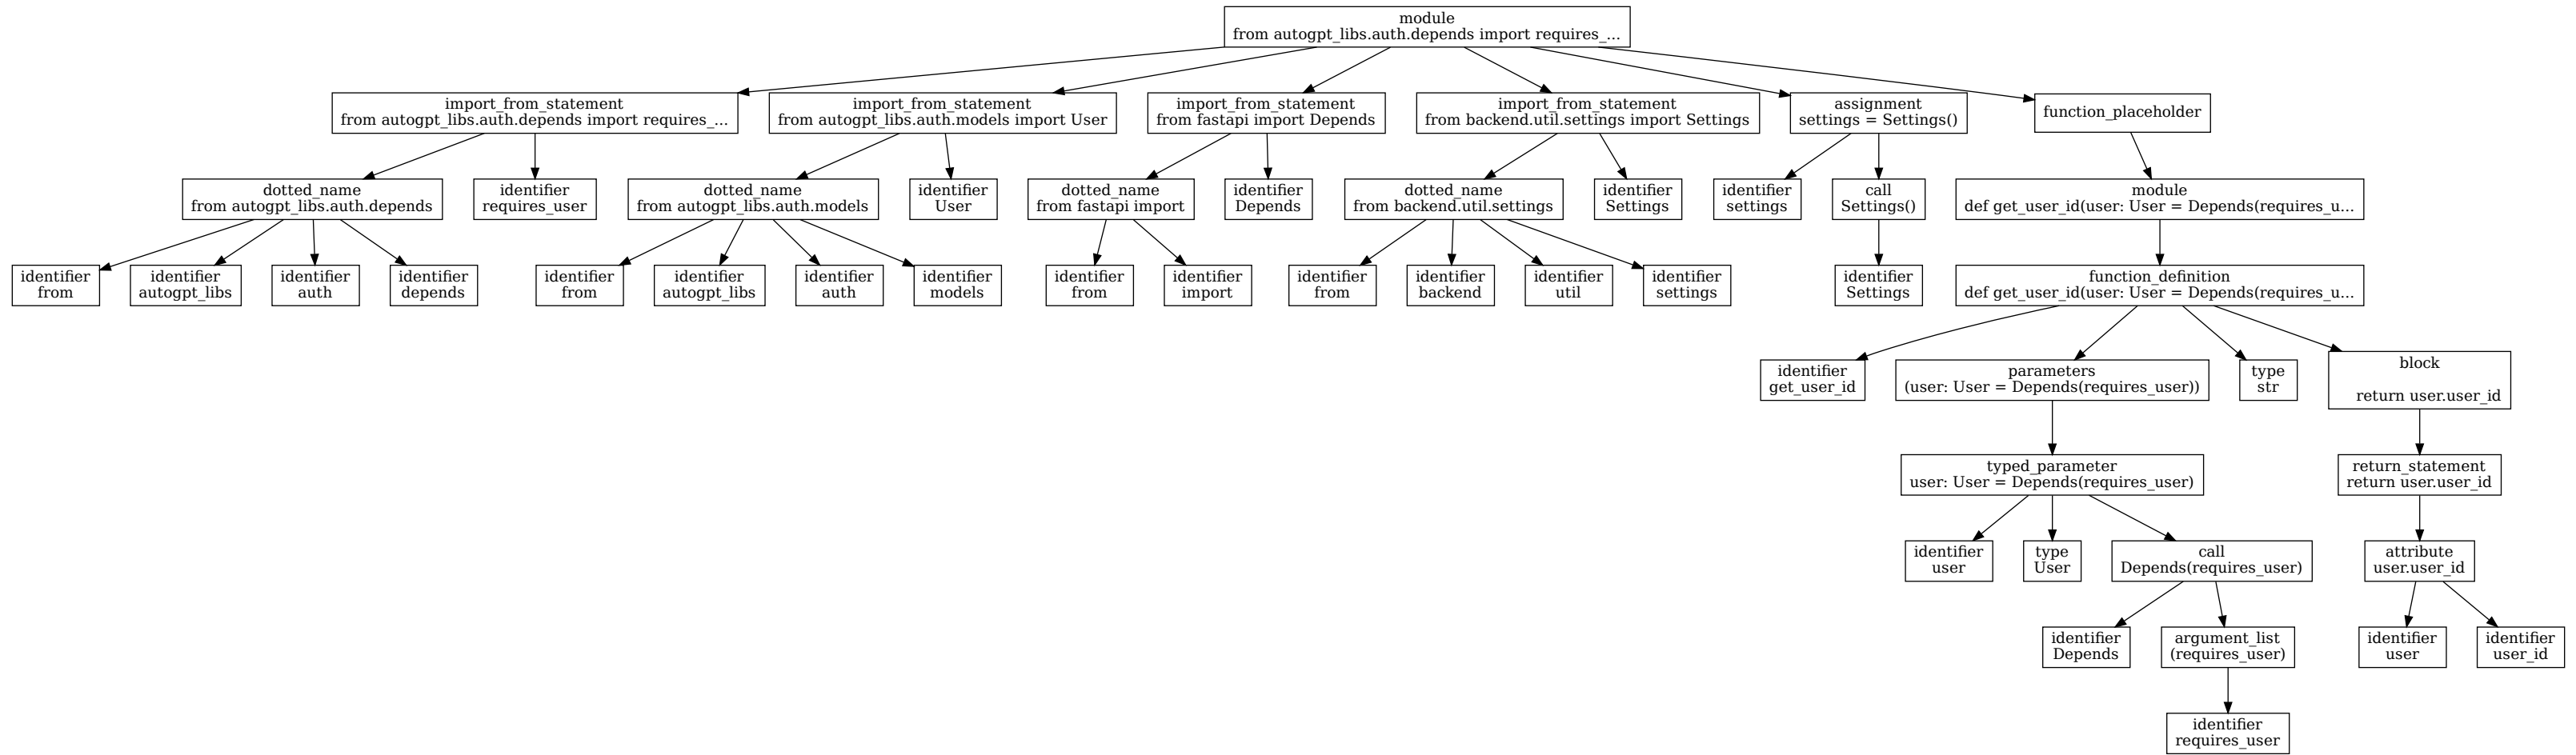 module
from autogpt_libs.auth.depends import requires_...
import_from_statement
from autogpt_libs.auth.depends import requires_...
import_from_statement
from autogpt_libs.auth.models import User
import_from_statement
from fastapi import Depends
import_from_statement
from backend.util.settings import Settings
assignment
settings = Settings()
function_placeholder
dotted_name
from autogpt_libs.auth.depends
identifier
requires_user
dotted_name
from autogpt_libs.auth.models
identifier
User
dotted_name
from fastapi import
identifier
Depends
dotted_name
from backend.util.settings
identifier
Settings
identifier
settings
call
Settings()
module
def get_user_id(user: User = Depends(requires_u...
identifier
from
identifier
autogpt_libs
identifier
auth
identifier
depends
identifier
from
identifier
autogpt_libs
identifier
auth
identifier
models
identifier
from
identifier
import
identifier
from
identifier
backend
identifier
util
identifier
settings
identifier
Settings
function_definition
def get_user_id(user: User = Depends(requires_u...
identifier
get_user_id
parameters
(user: User = Depends(requires_user))
type
str
block
return user.user_id
typed_parameter
user: User = Depends(requires_user)
return_statement
return user.user_id
identifier
user
type
User
call
Depends(requires_user)
attribute
user.user_id
identifier
Depends
argument_list
(requires_user)
identifier
user
identifier
user_id
identifier
requires_user